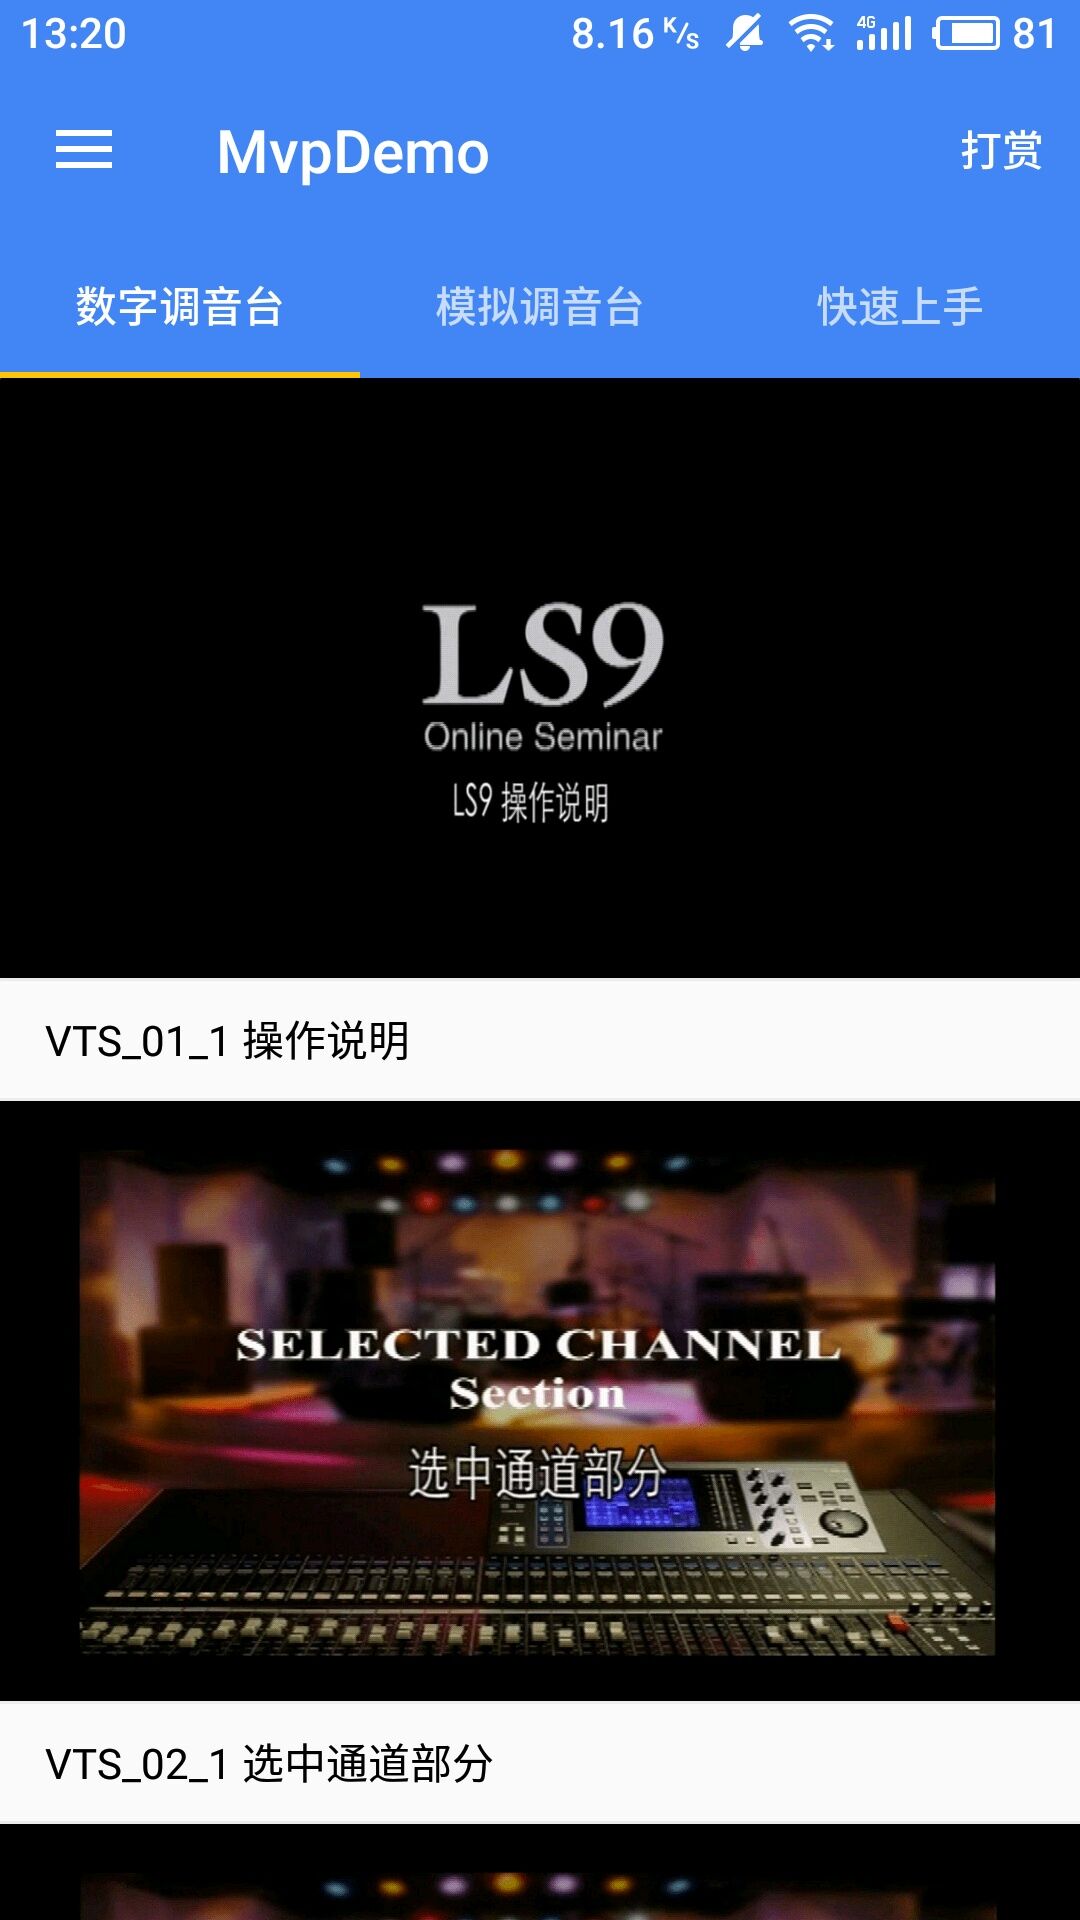 13:20
8.16 K/S
4G
81
MvpDemo
打赏
数字调音台
模拟调音台
快速上手
LS9
Online Seminar
LS9 操作说明
VTS_01_1 操作说明
SELECTED CHANNEL
Section
选中通道部分
VTS_02_1 选中通道部分